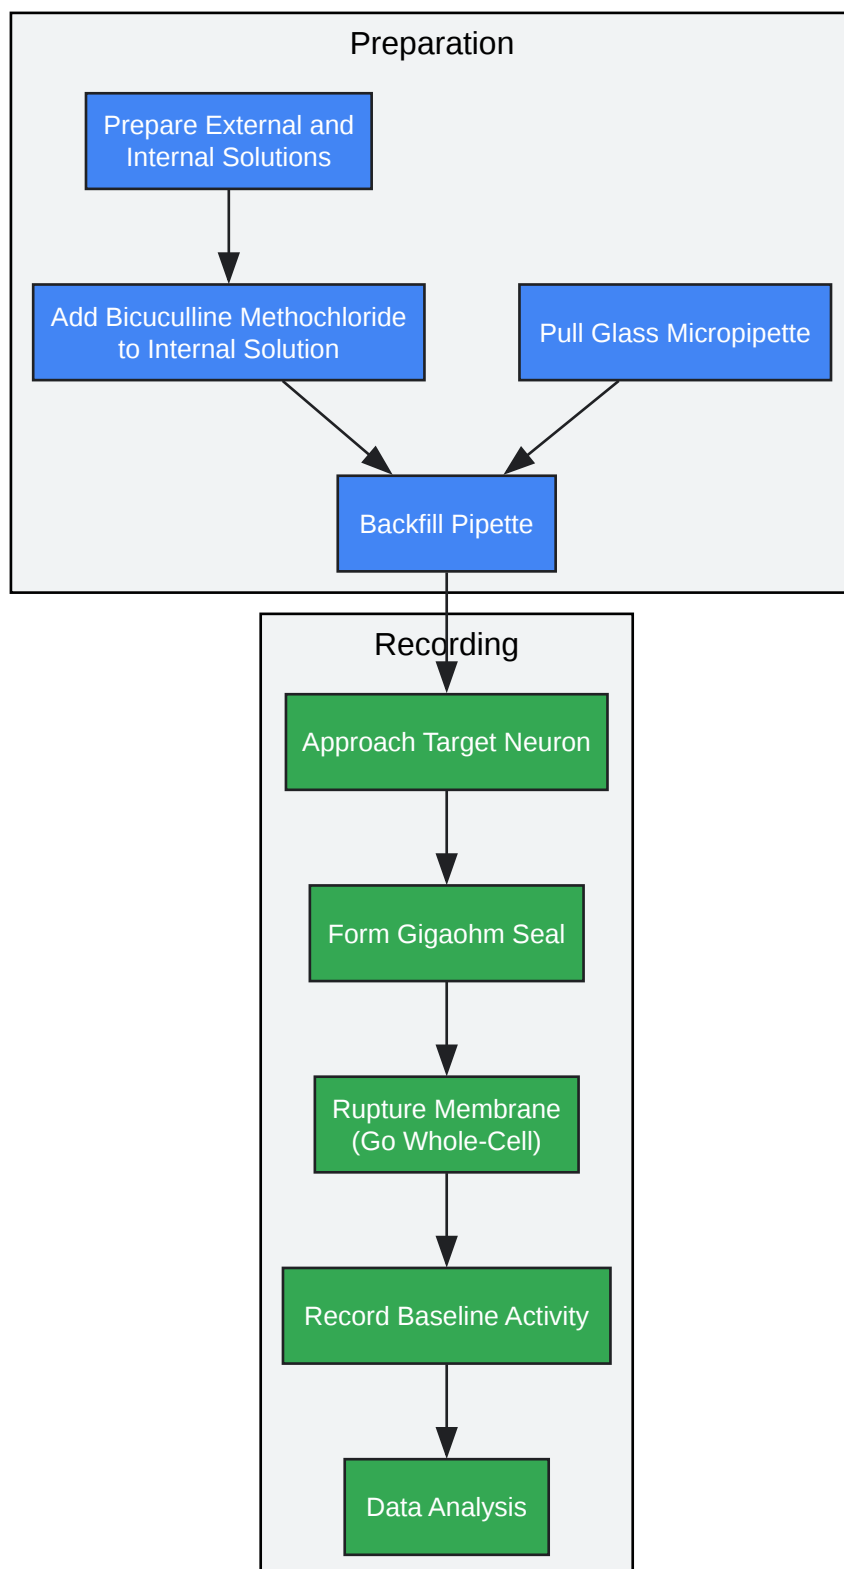 Preparation
Prepare External and
Internal Solutions
Add Bicuculline Methochloride
to Internal Solution
Pull Glass Micropipette
Backfill Pipette
Recording
Approach Target Neuron
Form Gigaohm Seal
Rupture Membrane
(Go Whole-Cell)
Record Baseline Activity
Data Analysis